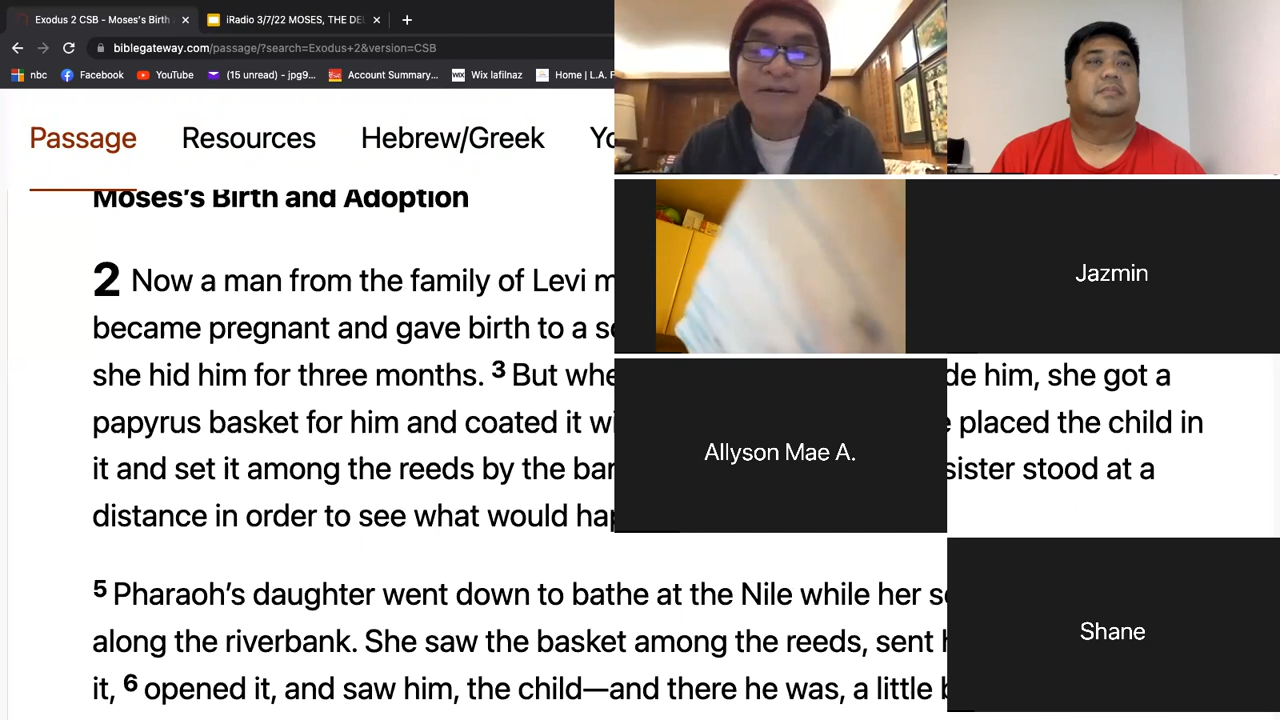 Exodus 2 CSB - Moses's Birth
iRadio 3/7/22 MOSES, THE DE
biblegateway.com/passage/?search=Exodus+2&version=CSB
nbc
Facebook
YouTube
(15 unread) - jpg9...
Account Summary...
WiX Wix lafilnaz
Home | L.A. F
Passage
Resources
Hebrew/Greek
Moses's Birth and Adoption
2 Now a man from the family of Levi
became pregnant and gave birth to a
she hid him for three months. 3 But him, she got a
papyrus basket for him and coated it placed the child in
it and set it among the reeds by the sister stood at a
distance in order to see what would
5 Pharaoh’s daughter went down to bathe at the Nile while her
along the riverbank. She saw the basket among the reeds, sent
it, 6 opened it, and saw him, the child—and there he was, a little
Jazmin
Allyson Mae A.
Shane